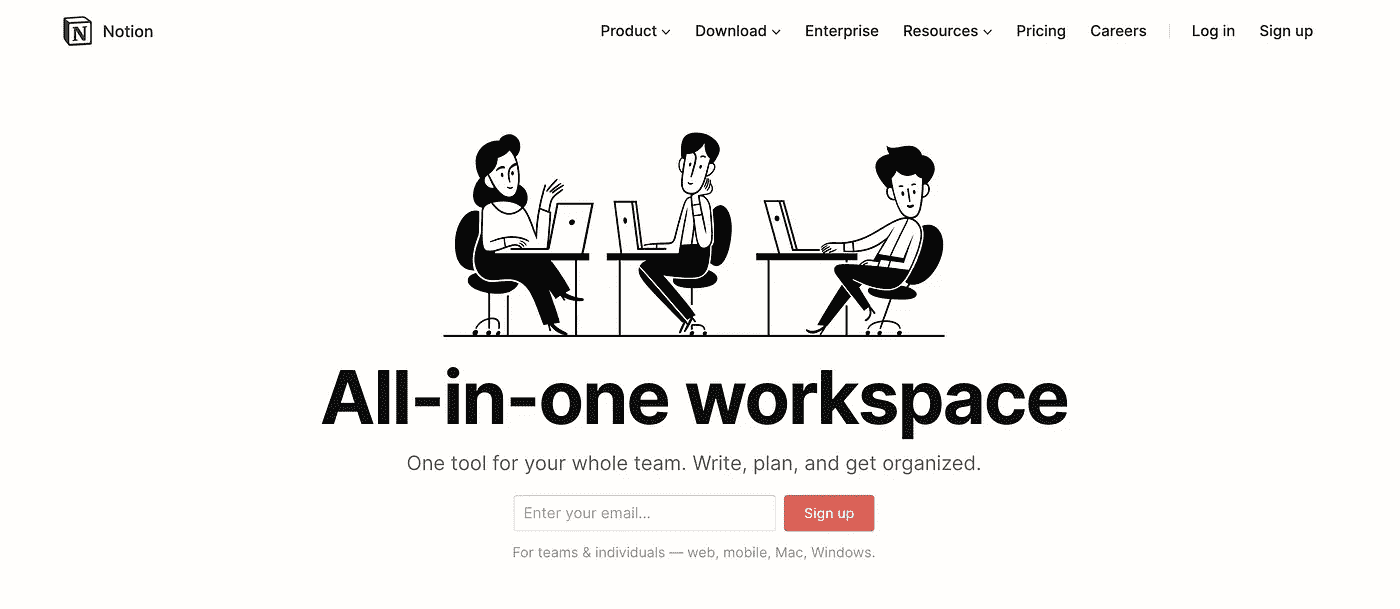 N Notion Product Download Enterprise Resources Pricing Careers Log in Sign up
All-in-one workspace
One tool for your whole team. Write, plan, and get organized.
Enter your email... Sign up
For teams & individuals — web, mobile, Mac, Windows.